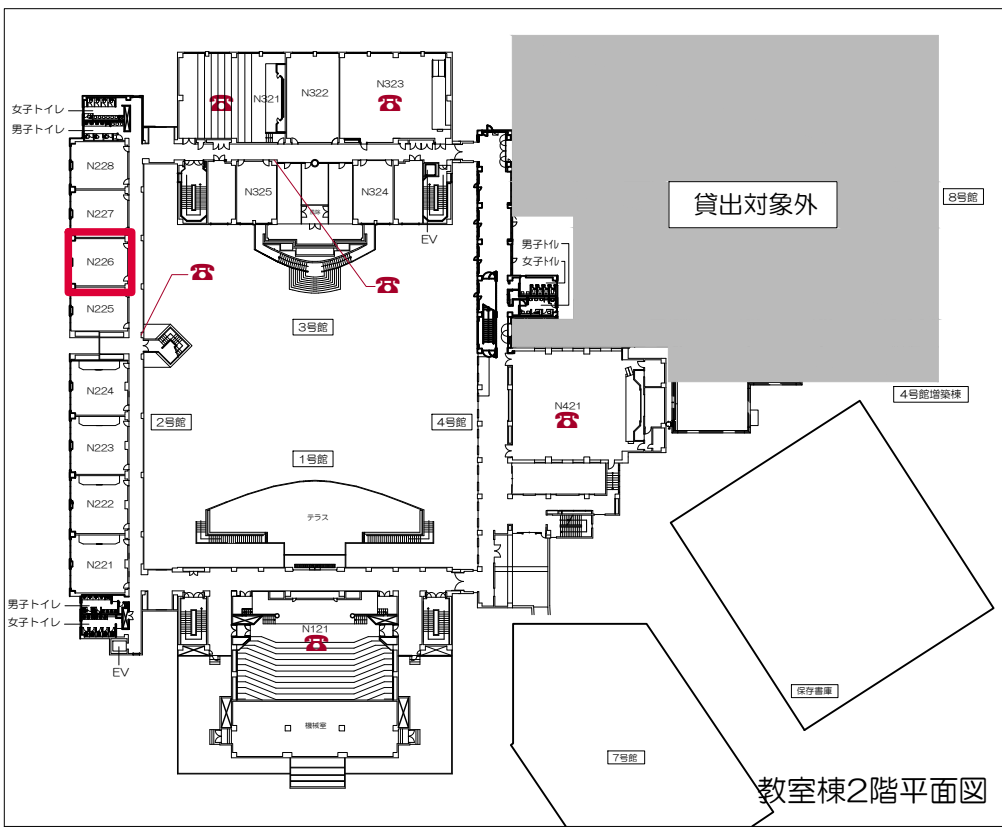 N321
N322
N323
女子トイレ
男子トイレ
N228
N325
N324
貸出対象外
8号館
N227
EV
男子トイレ
女子トイレ
N226
N225
3号館
N224
4号館増築棟
N421
2号館
4号館
N223
1号館
N222
テラス
N221
男子トイレ
女子トイレ
N121
EV
保存書庫
機械室
7号館
教室棟2階平面図